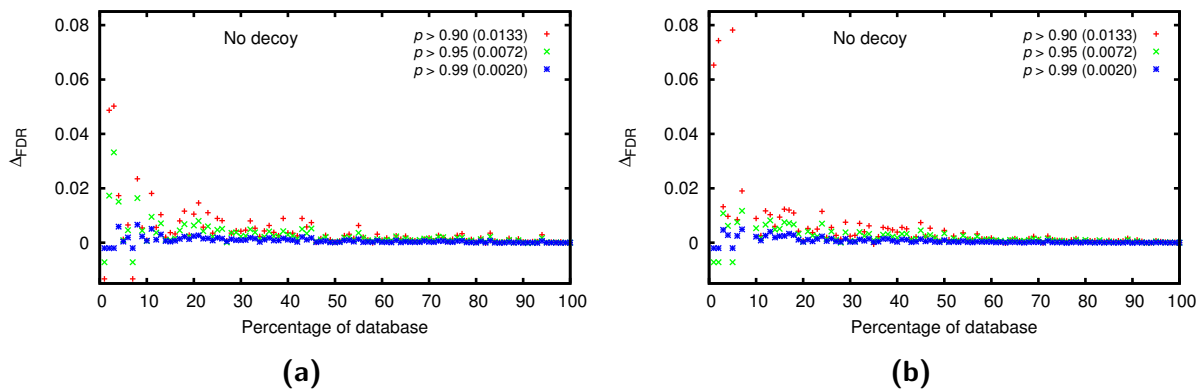 0.08
0.06
0.04
0.02
0
ΔFDR
No decoy
p > 0.90 (0.0133)
p > 0.95 (0.0072)
p > 0.99 (0.0020)
0 10 20 30 40 50 60 70 80 90 100
Percentage of database
(a)
0.08
0.06
0.04
0.02
0
ΔFDR
No decoy
p > 0.90 (0.0133)
p > 0.95 (0.0072)
p > 0.99 (0.0020)
0 10 20 30 40 50 60 70 80 90 100
Percentage of database
(b)